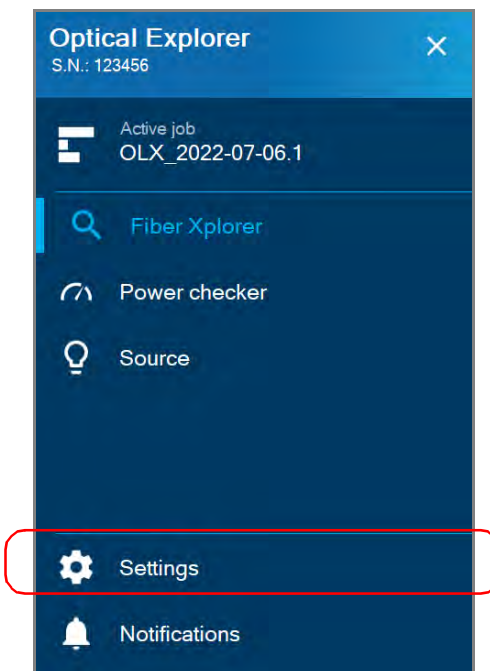 Optical Explorer
S.N.: 123456
Active job
OLX_2022-07-06.1
Fiber Xplorer
Power checker
Source
Settings
Notifications